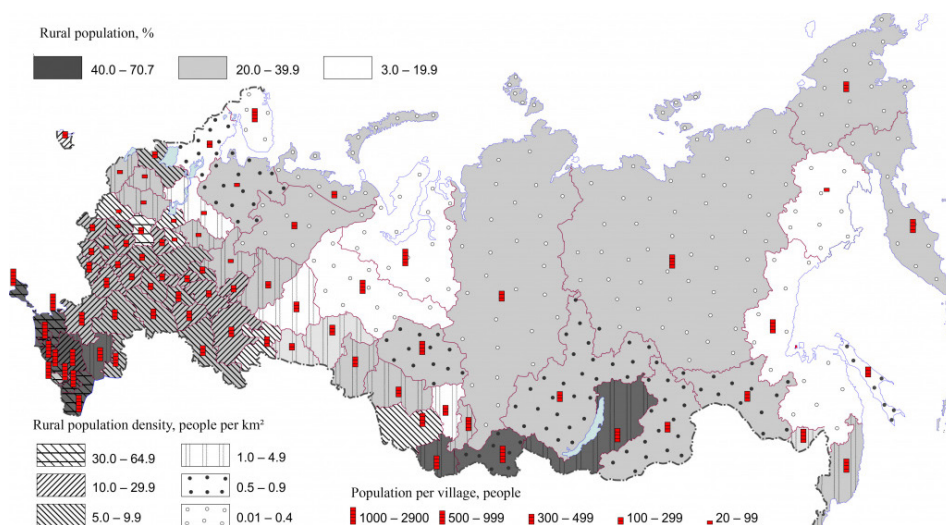 Rural population, %
40.0 – 70.7
20.0 – 39.9
3.0 – 19.9
Rural population density, people per km²
30.0 – 64.9
1.0 – 4.9
10.0 – 29.9
0.5 – 0.9
5.0 – 9.9
0.01 – 0.4
Population per village, people
1000 – 2900
500 – 999
300 – 499
100 – 299
20 – 99